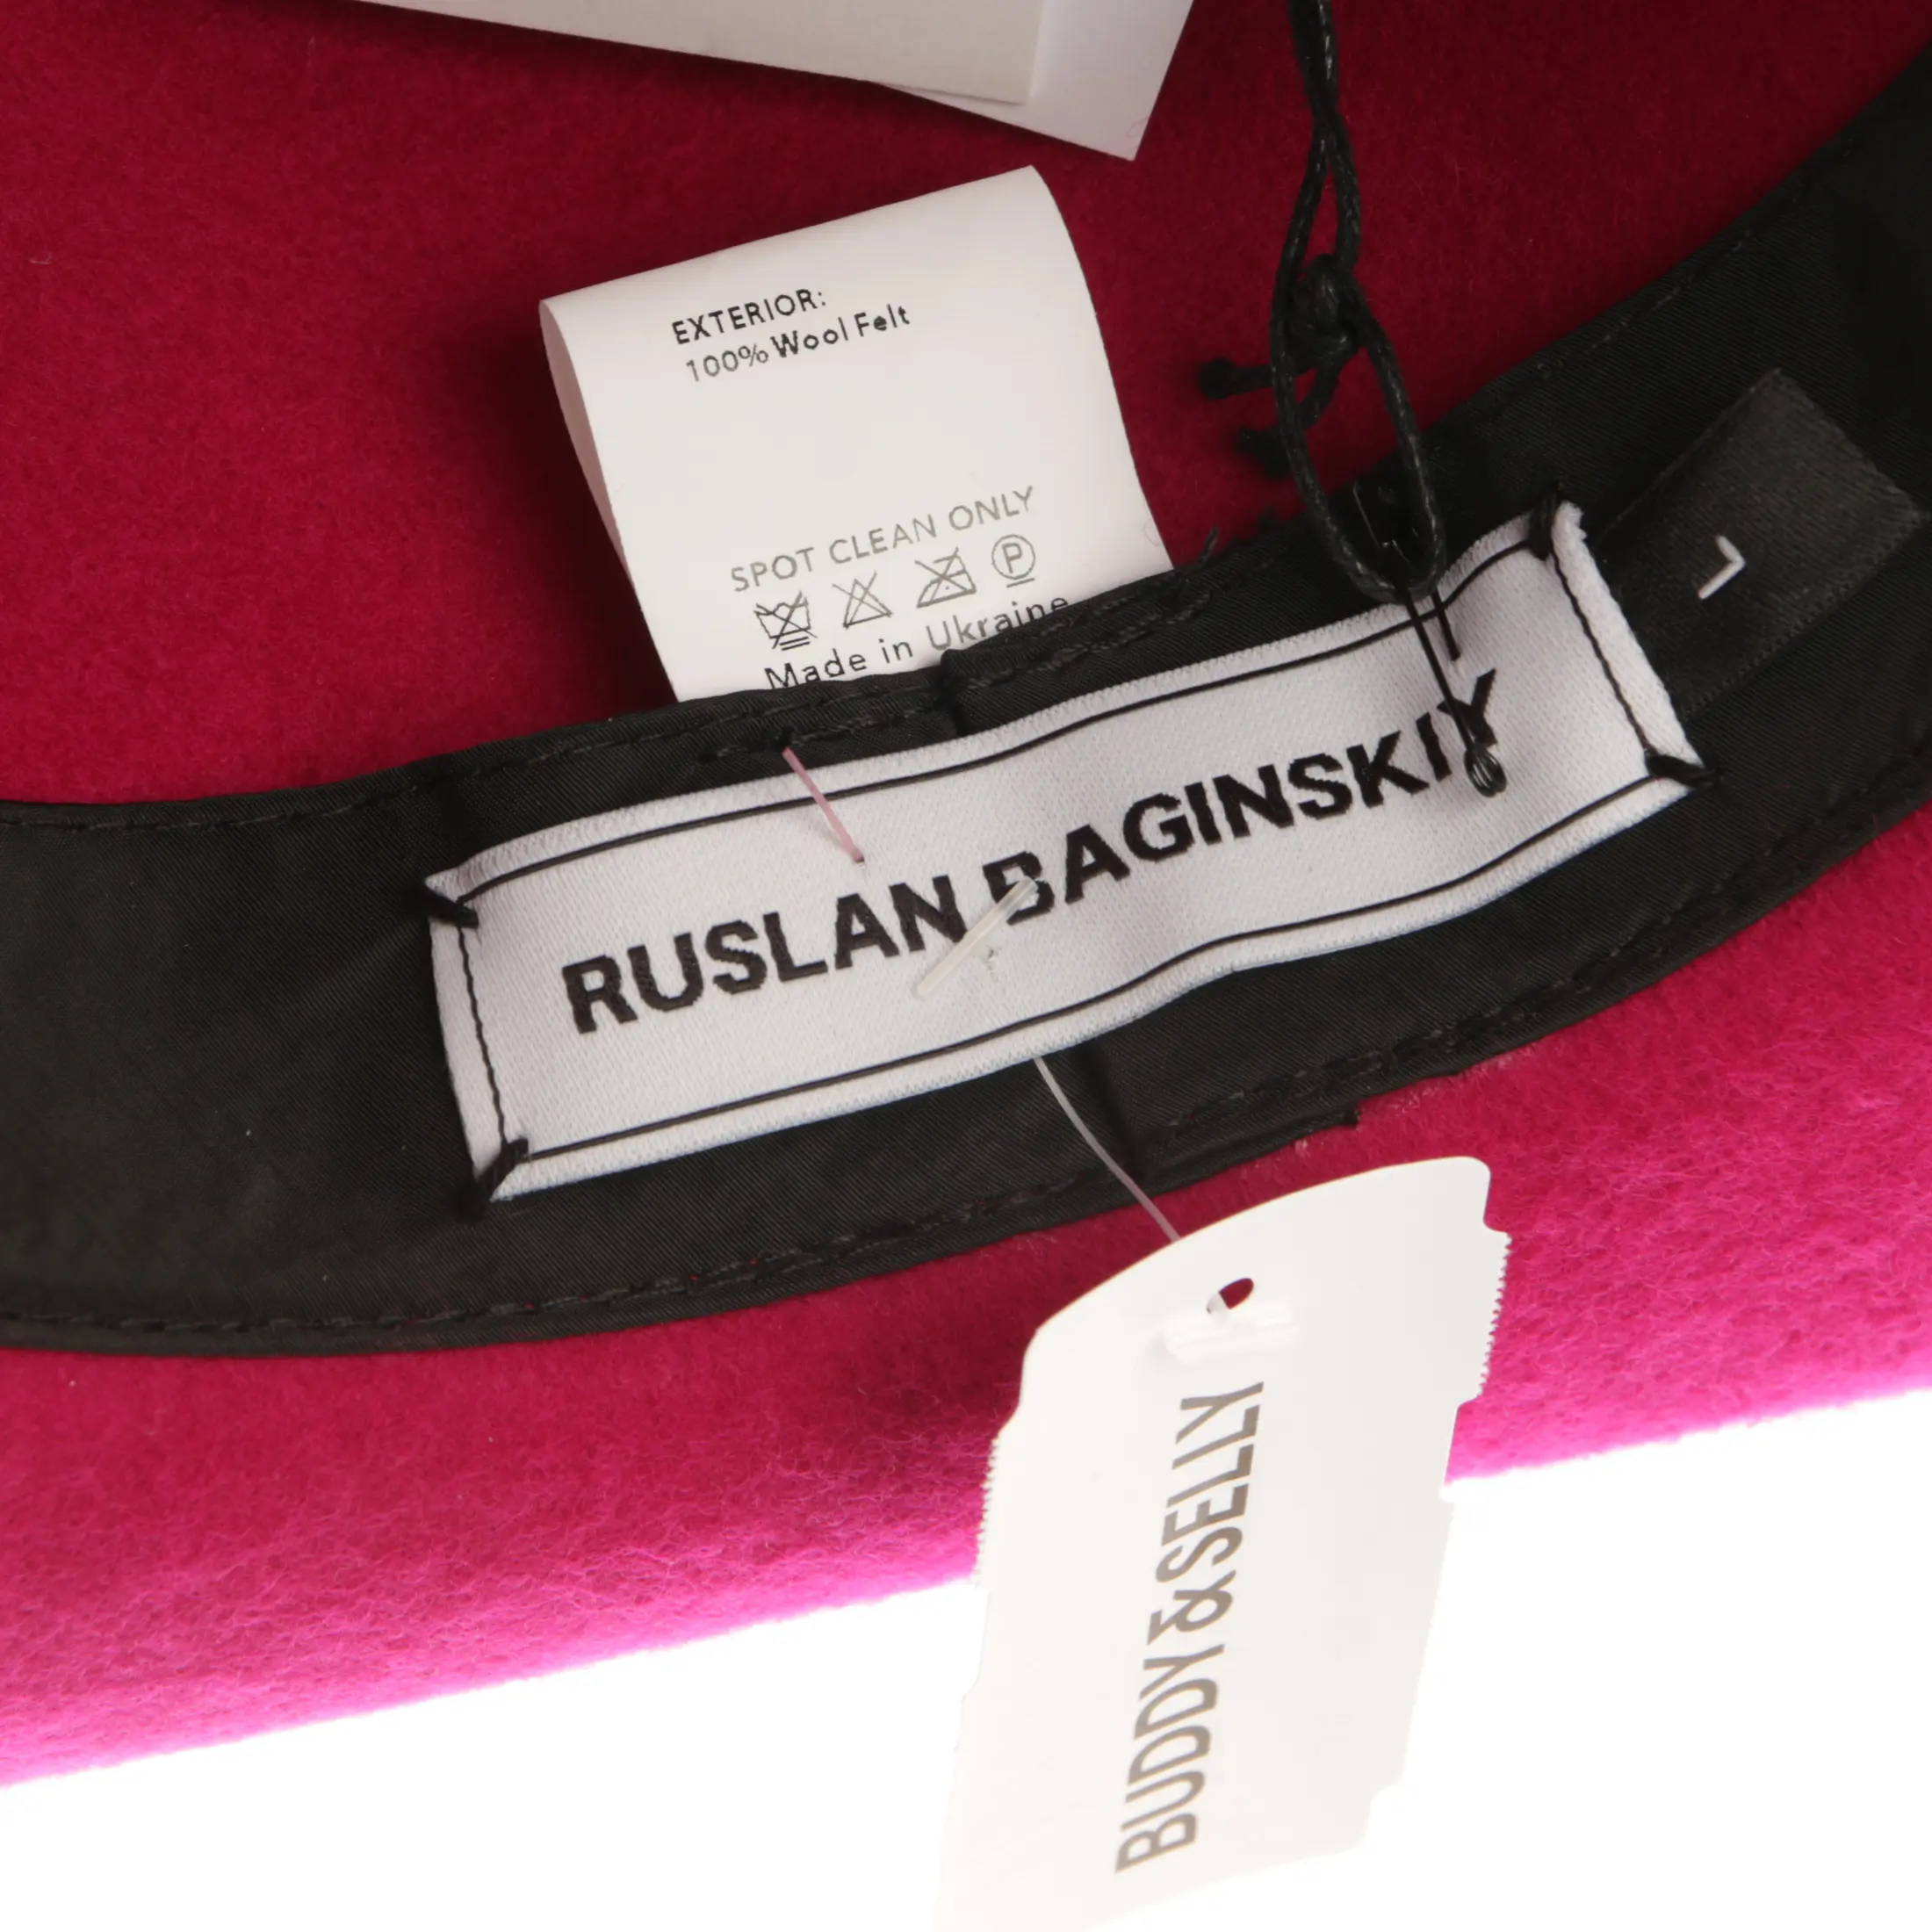 EXTERIOR:
100% Wool Felt
SPOT CLEAN ONLY
P
Made in Ukraine
L
RUSLAN BAGINSKIY
BUDDY&SELLY